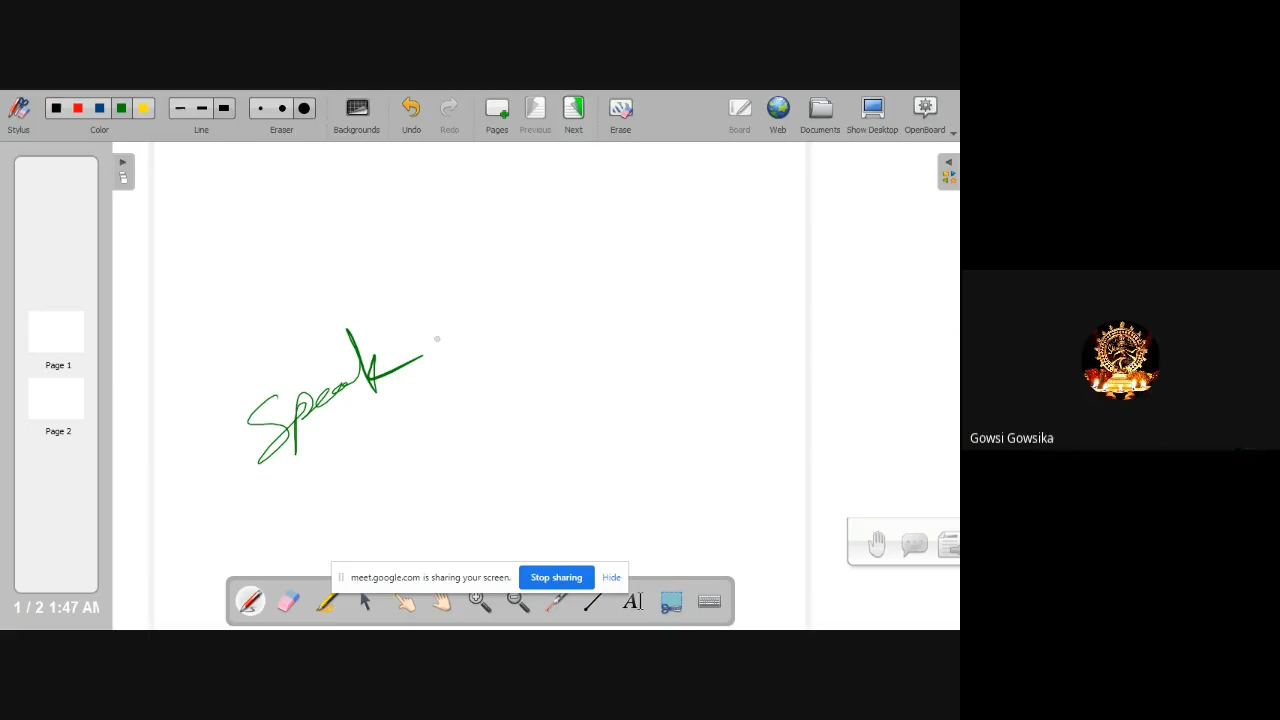 Stylus
Color
Line
Eraser
Backgrounds
Undo
Redo
Pages
Previous
Next
Erase
Board
Web
Documents
Show Desktop
OpenBoard
Page 1
Page 2
Speak
Gowsi Gowsika
meet.google.com is sharing your screen.
Stop sharing
Hide
1 / 2 1:47 AM